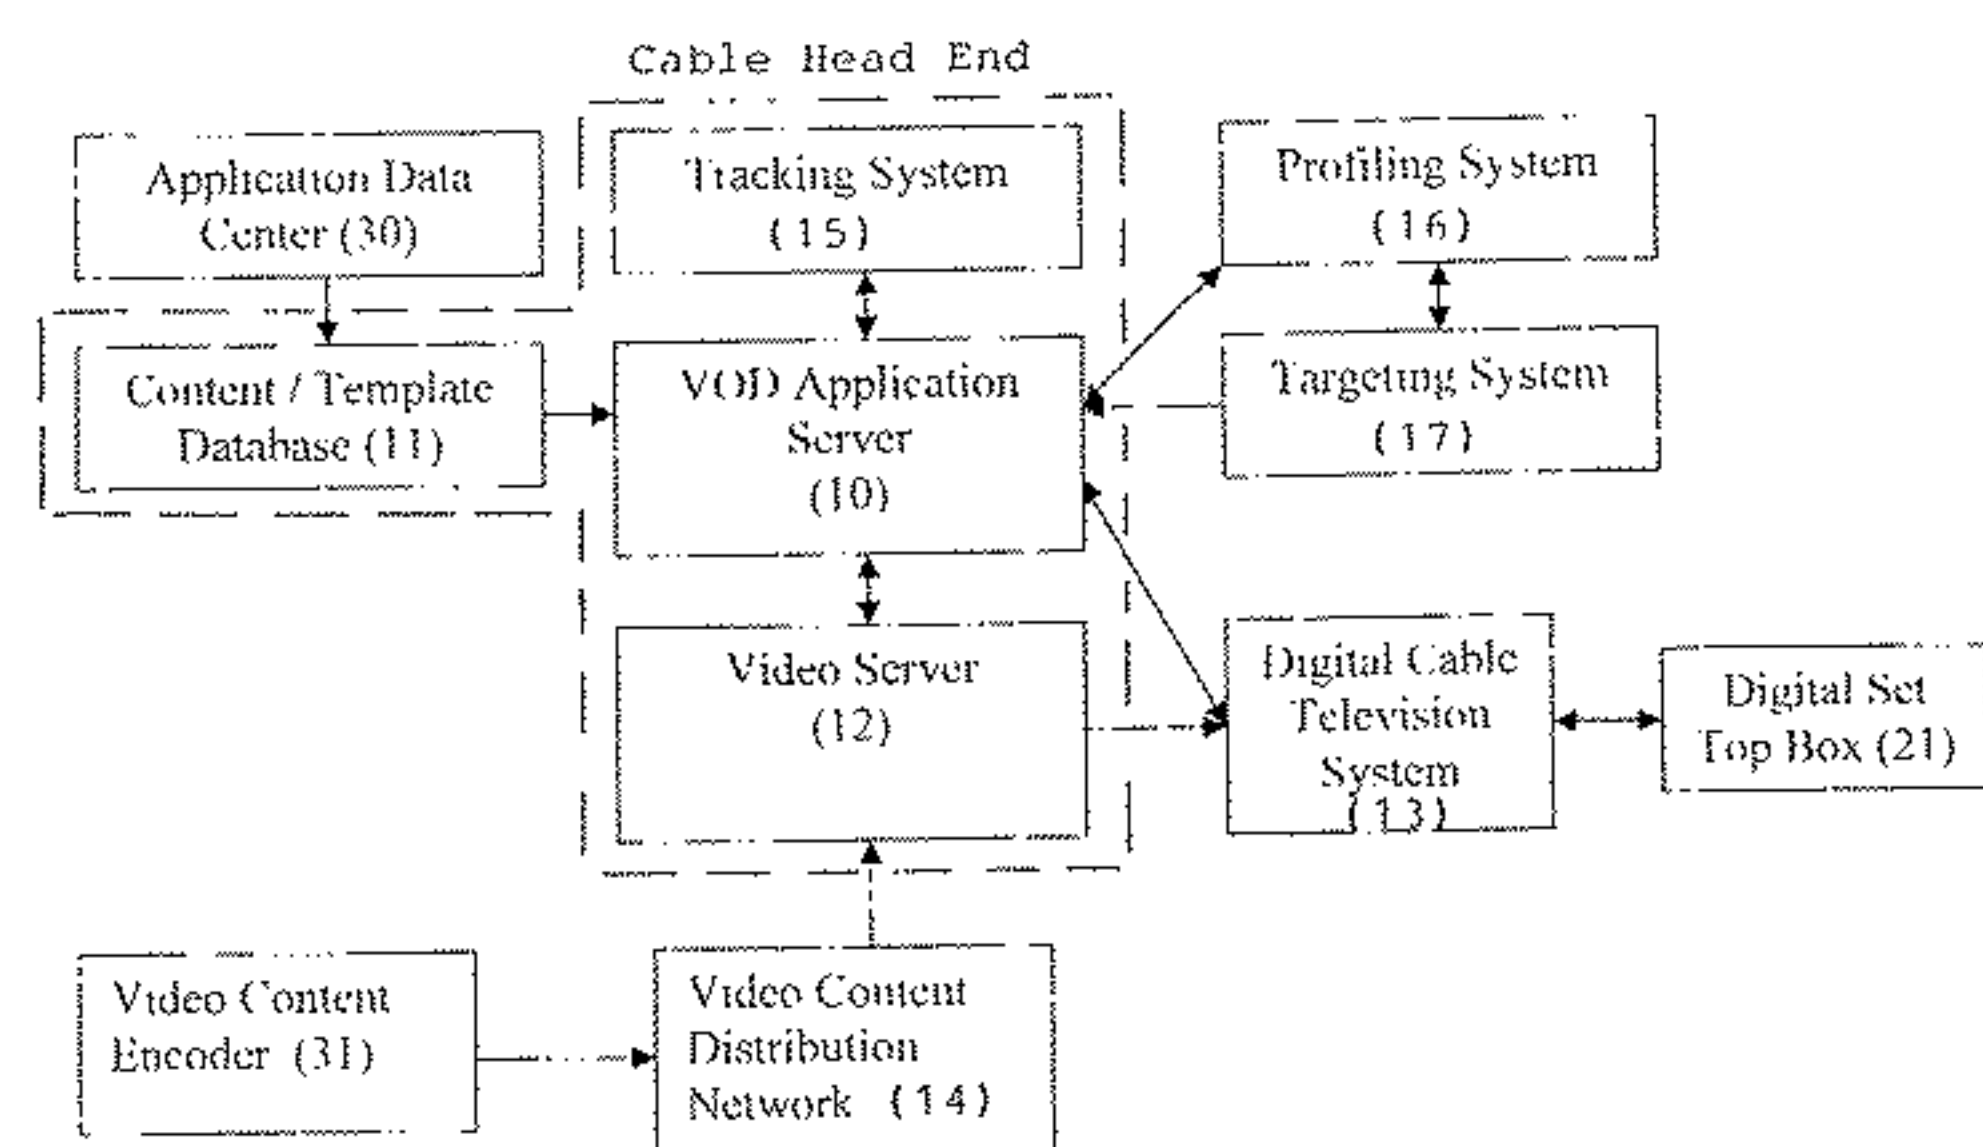 Cable Head End
Application Data
Center (30)
Tracking System
(15)
Profiling System
(16)
Content / Template
Database (11)
VOD Application
Server
(10)
Targeting System
(17)
Video Server
(12)
Digital Cable
Television
System
(13)
Digital Set
Top Box (21)
Video Content
Encoder (31)
Video Content
Distribution
Network (14)